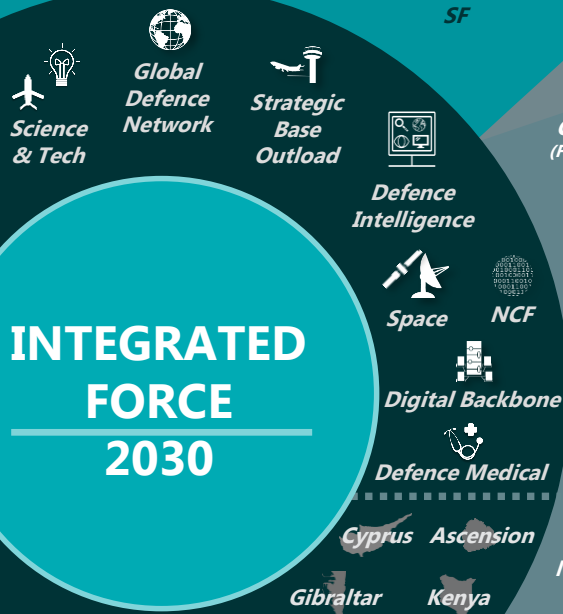 SF
Global
Defence
Network
Science
& Tech
Strategic
Base
Outload
Defence
Intelligence
Space
NCF
INTEGRATED
FORCE
2030
Digital Backbone
Defence Medical
Cyprus Ascension
Gibraltar Kenya